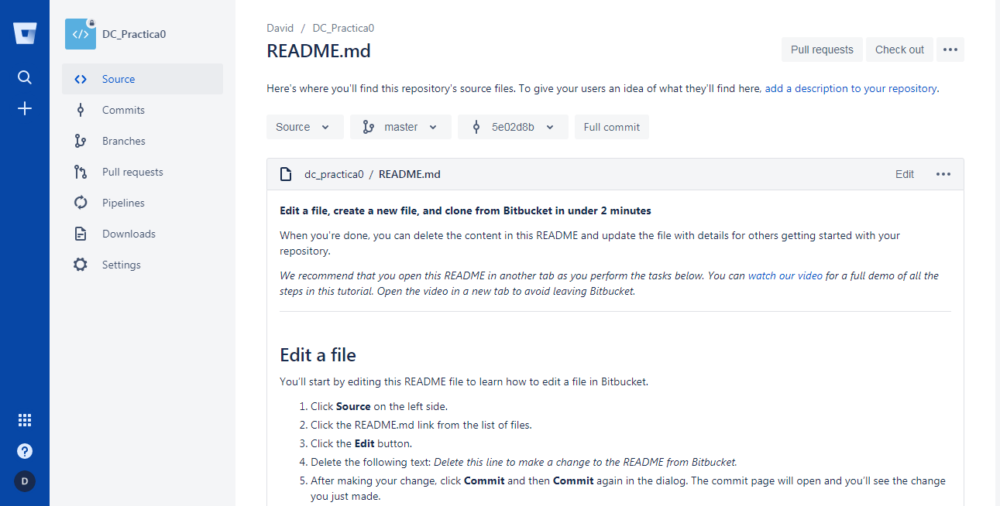 DC_Practica0
Source
Commits
Branches
Pull requests
Pipelines
Downloads
Settings
D
David / DC_Practica0
README.md
Pull requests
Check out
Here's where you'll find this repository's source files. To give your users an idea of what they'll find here, add a description to your repository.
Source
master
5e02d8b
Full commit
dc_practica0 / README.md
Edit
Edit a file, create a new file, and clone from Bitbucket in under 2 minutes
When you're done, you can delete the content in this README and update the file with details for others getting started with your
repository.
We recommend that you open this README in another tab as you perform the tasks below. You can watch our video for a full demo of all the
steps in this tutorial. Open the video in a new tab to avoid leaving Bitbucket.
Edit a file
You'll start by editing this README file to learn how to edit a file in Bitbucket.
1. Click Source on the left side.
2. Click the README.md link from the list of files.
3. Click the Edit button.
4. Delete the following text: Delete this line to make a change to the README from Bitbucket.
5. After making your change, click Commit and then Commit again in the dialog. The commit page will open and you'll see the change
you just made.